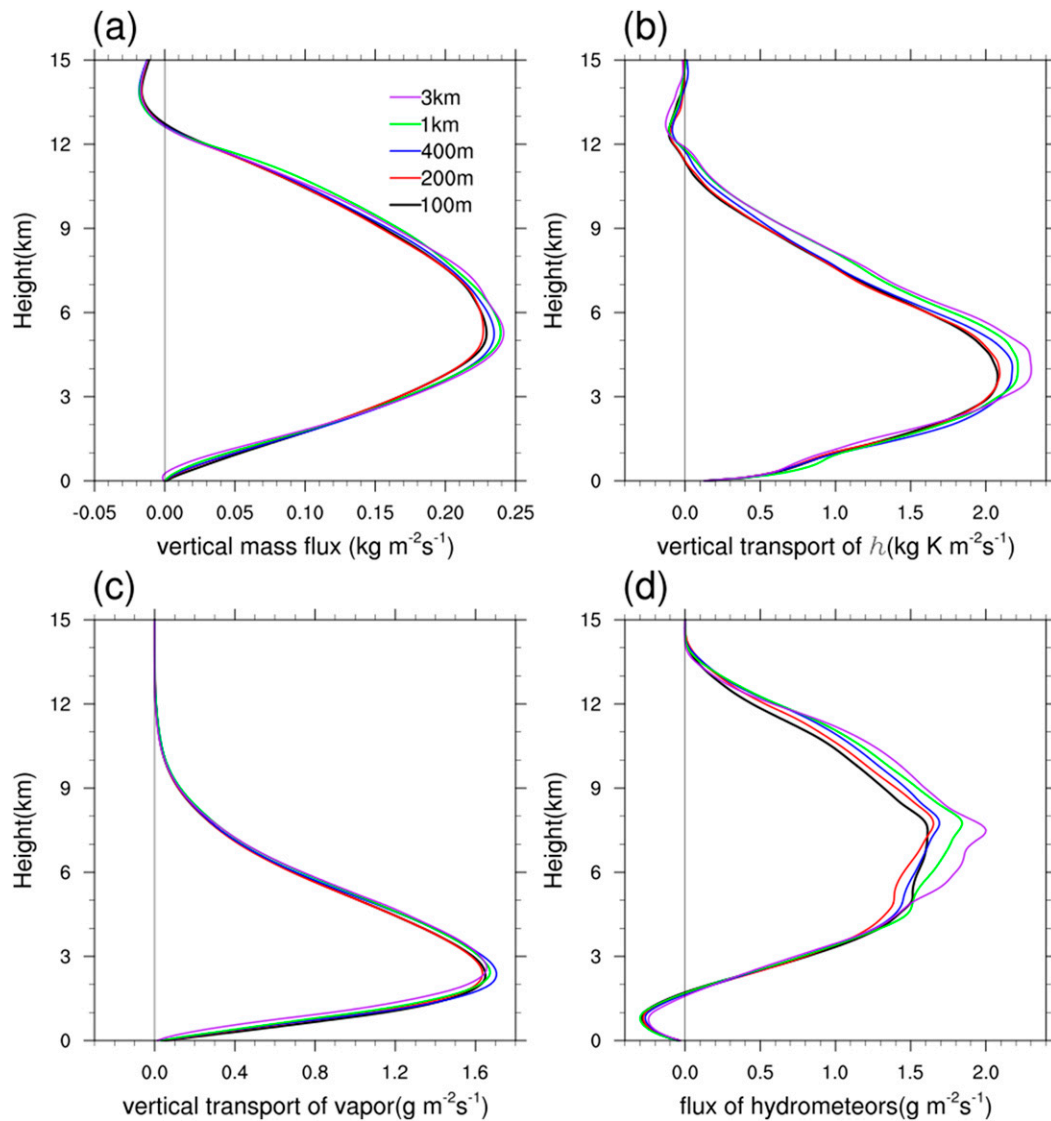 (a)
15
12
9
6
3
0
Height(km)
3km
1km
400m
200m
100m
-0.05 0.00 0.05 0.10 0.15 0.20 0.25
vertical mass flux (kg m⁻²s⁻¹)
(b)
15
12
9
6
3
0
Height(km)
0.0 0.5 1.0 1.5 2.0
vertical transport of h(kg K m⁻²s⁻¹)
(c)
15
12
9
6
3
0
Height(km)
0.0 0.4 0.8 1.2 1.6
vertical transport of vapor(g m⁻²s⁻¹)
(d)
15
12
9
6
3
0
Height(km)
0.0 0.5 1.0 1.5 2.0
flux of hydrometeors(g m⁻²s⁻¹)